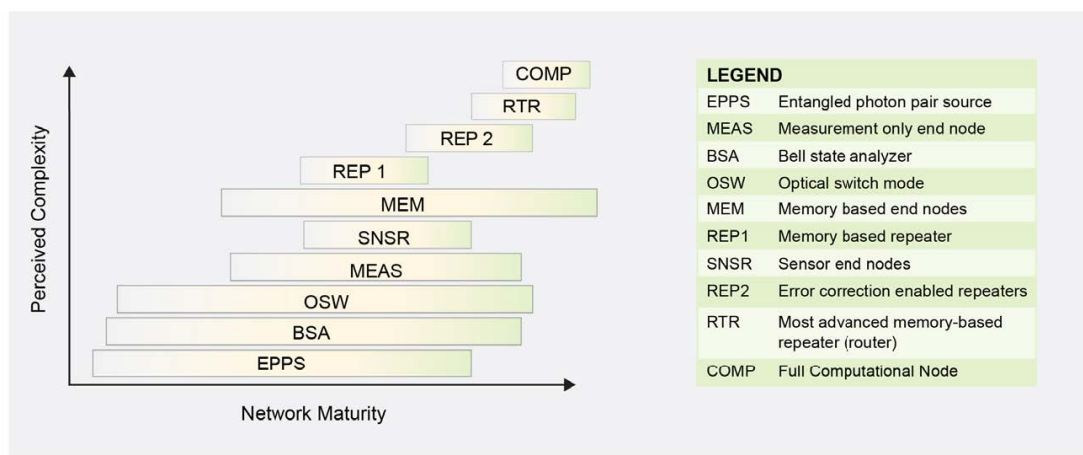 COMP
RTR
REP 2
REP 1
MEM
SNSR
MEAS
OSW
BSA
EPPS
Perceived Complexity
Network Maturity
LEGEND
EPPS Entangled photon pair source
MEAS Measurement only end node
BSA Bell state analyzer
OSW Optical switch mode
MEM Memory based end nodes
REP1 Memory based repeater
SNSR Sensor end nodes
REP2 Error correction enabled repeaters
RTR Most advanced memory-based
repeater (router)
COMP Full Computational Node